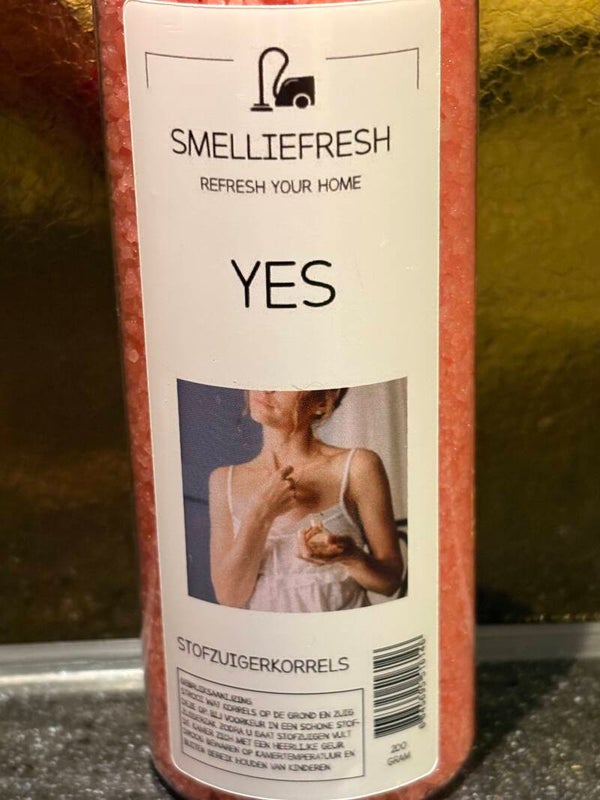 SMELLIEFRESH
REFRESH YOUR HOME
YES
STOFZUIGERKORRELS
GEBRUIKSAANWIJZING:
STROOI WAT KORRELS OP DE GROND EN ZUIG
DEZE OP. BIJ VOORKEUR IN EEN SCHONE STOF-
ZUIGERZAK. ZODRA U GAAT STOFZUIGEN VULT
DE KAMER ZICH MET EEN HEERLIJKE GEUR.
DROOG BEWAREN OP KAMERTEMPERATUUR EN
BUITEN BEREIK HOUDEN VAN KINDEREN
200
GRAM